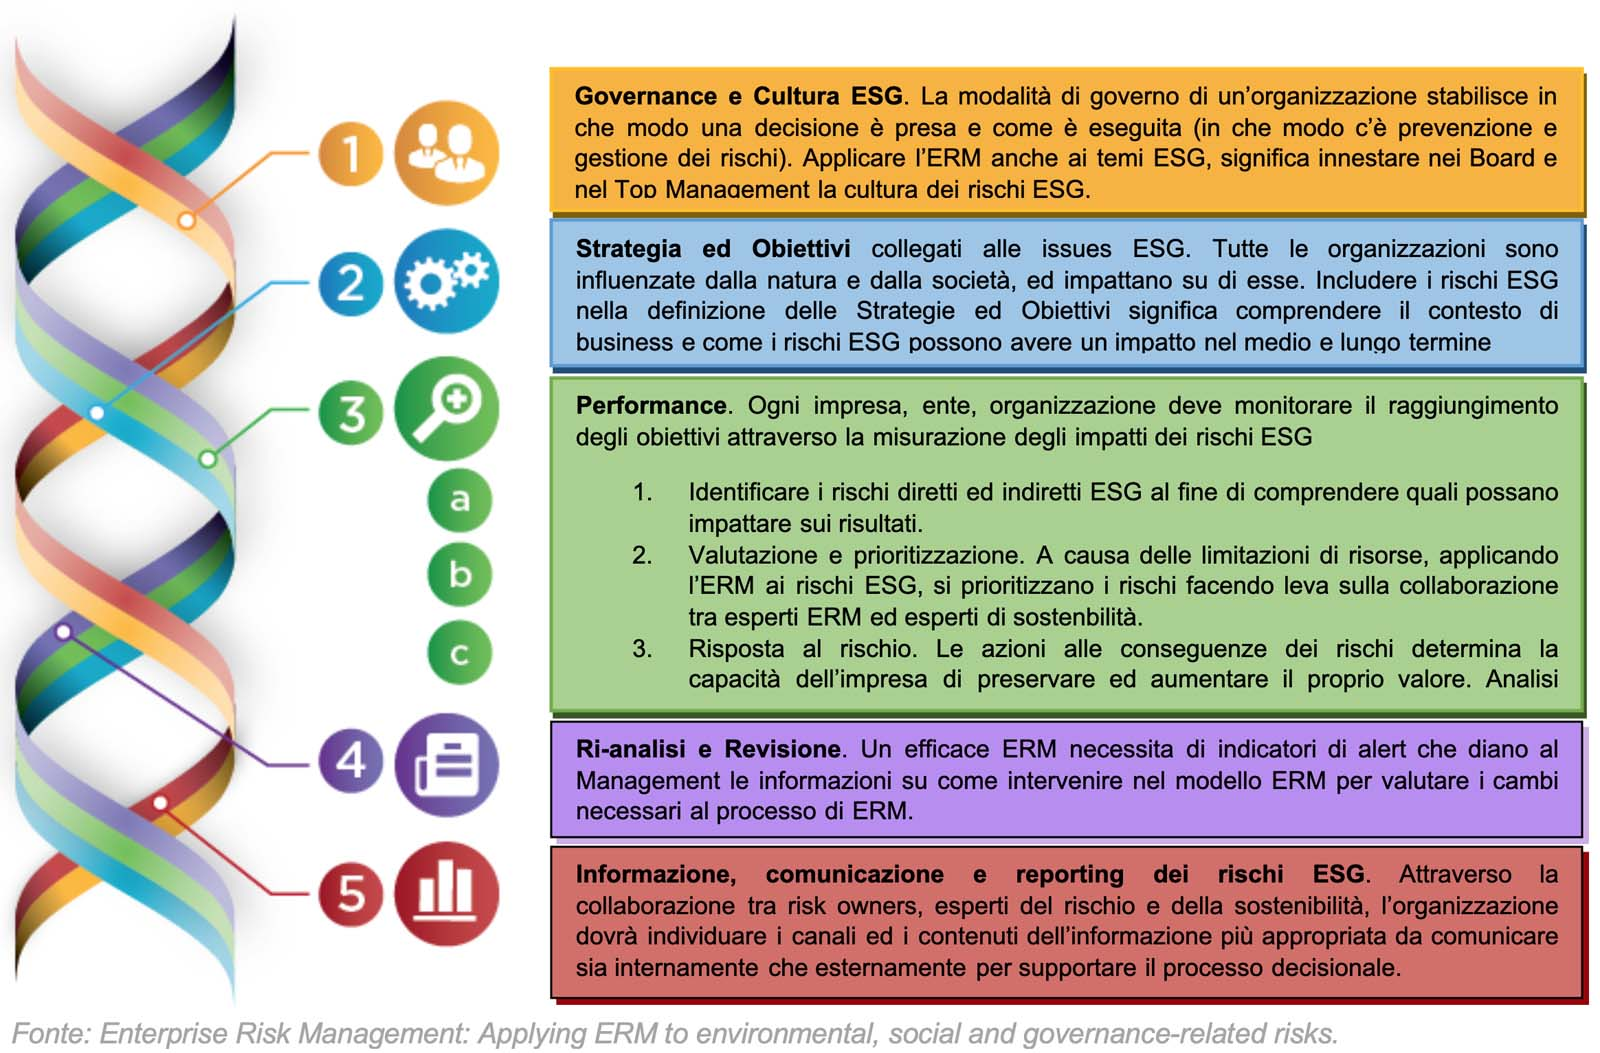 1
Governance e Cultura ESG. La modalità di governo di un’organizzazione stabilisce in
che modo una decisione è presa e come è eseguita (in che modo c’è prevenzione e
gestione dei rischi). Applicare l’ERM anche ai temi ESG, significa innestare nei Board e
nel Top Management la cultura dei rischi ESG.
2
Strategia ed Obiettivi collegati alle issues ESG. Tutte le organizzazioni sono
influenzate dalla natura e dalla società, ed impattano su di esse. Includere i rischi ESG
nella definizione delle Strategie ed Obiettivi significa comprendere il contesto di
business e come i rischi ESG possono avere un impatto nel medio e lungo termine
3
Performance. Ogni impresa, ente, organizzazione deve monitorare il raggiungimento
degli obiettivi attraverso la misurazione degli impatti dei rischi ESG
a
1. Identificare i rischi diretti ed indiretti ESG al fine di comprendere quali possano
impattare sui risultati.
b
2. Valutazione e prioritizzazione. A causa delle limitazioni di risorse, applicando
l’ERM ai rischi ESG, si prioritizzano i rischi facendo leva sulla collaborazione
tra esperti ERM ed esperti di sostenbilità.
c
3. Risposta al rischio. Le azioni alle conseguenze dei rischi determina la
capacità dell’impresa di preservare ed aumentare il proprio valore. Analisi
4
Ri-analisi e Revisione. Un efficace ERM necessita di indicatori di alert che diano al
Management le informazioni su come intervenire nel modello ERM per valutare i cambi
necessari al processo di ERM.
5
Informazione, comunicazione e reporting dei rischi ESG. Attraverso la
collaborazione tra risk owners, esperti del rischio e della sostenibilità, l’organizzazione
dovrà individuare i canali ed i contenuti dell’informazione più appropriata da comunicare
sia internamente che esternamente per supportare il processo decisionale.
Fonte: Enterprise Risk Management: Applying ERM to environmental, social and governance-related risks.